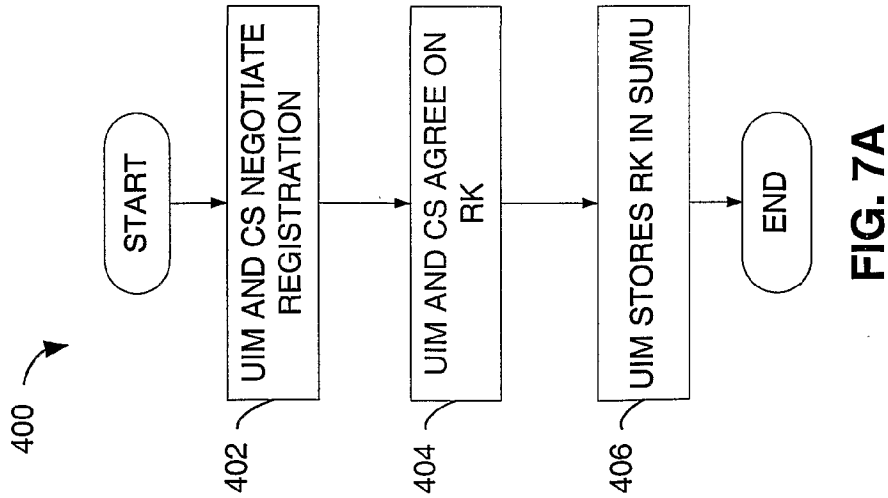 400
START
402
UIM AND CS NEGOTIATE
REGISTRATION
404
UIM AND CS AGREE ON
RK
406
UIM STORES RK IN SUMU
END
FIG. 7A